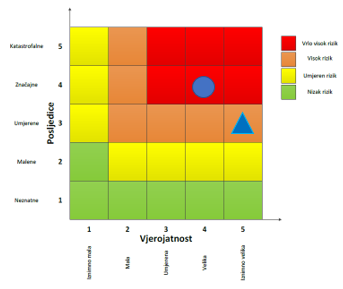 Katastrofalne 5
Značajne 4
Umjerene 3
Malene 2
Neznatne 1
Posljedice
1 2 3 4 5
Vjerojatnost
Iznimno mala
Mala
Umjerena
Velika
Iznimno velika
Vrlo visok rizik
Visok rizik
Umjeren rizik
Nizak rizik